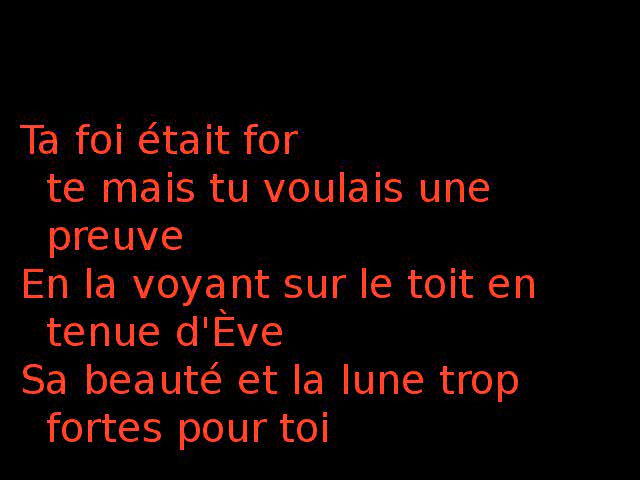 Ta foi était for
te mais tu voulais une
preuve
En la voyant sur le toit en
tenue d'Ève
Sa beauté et la lune trop
fortes pour toi